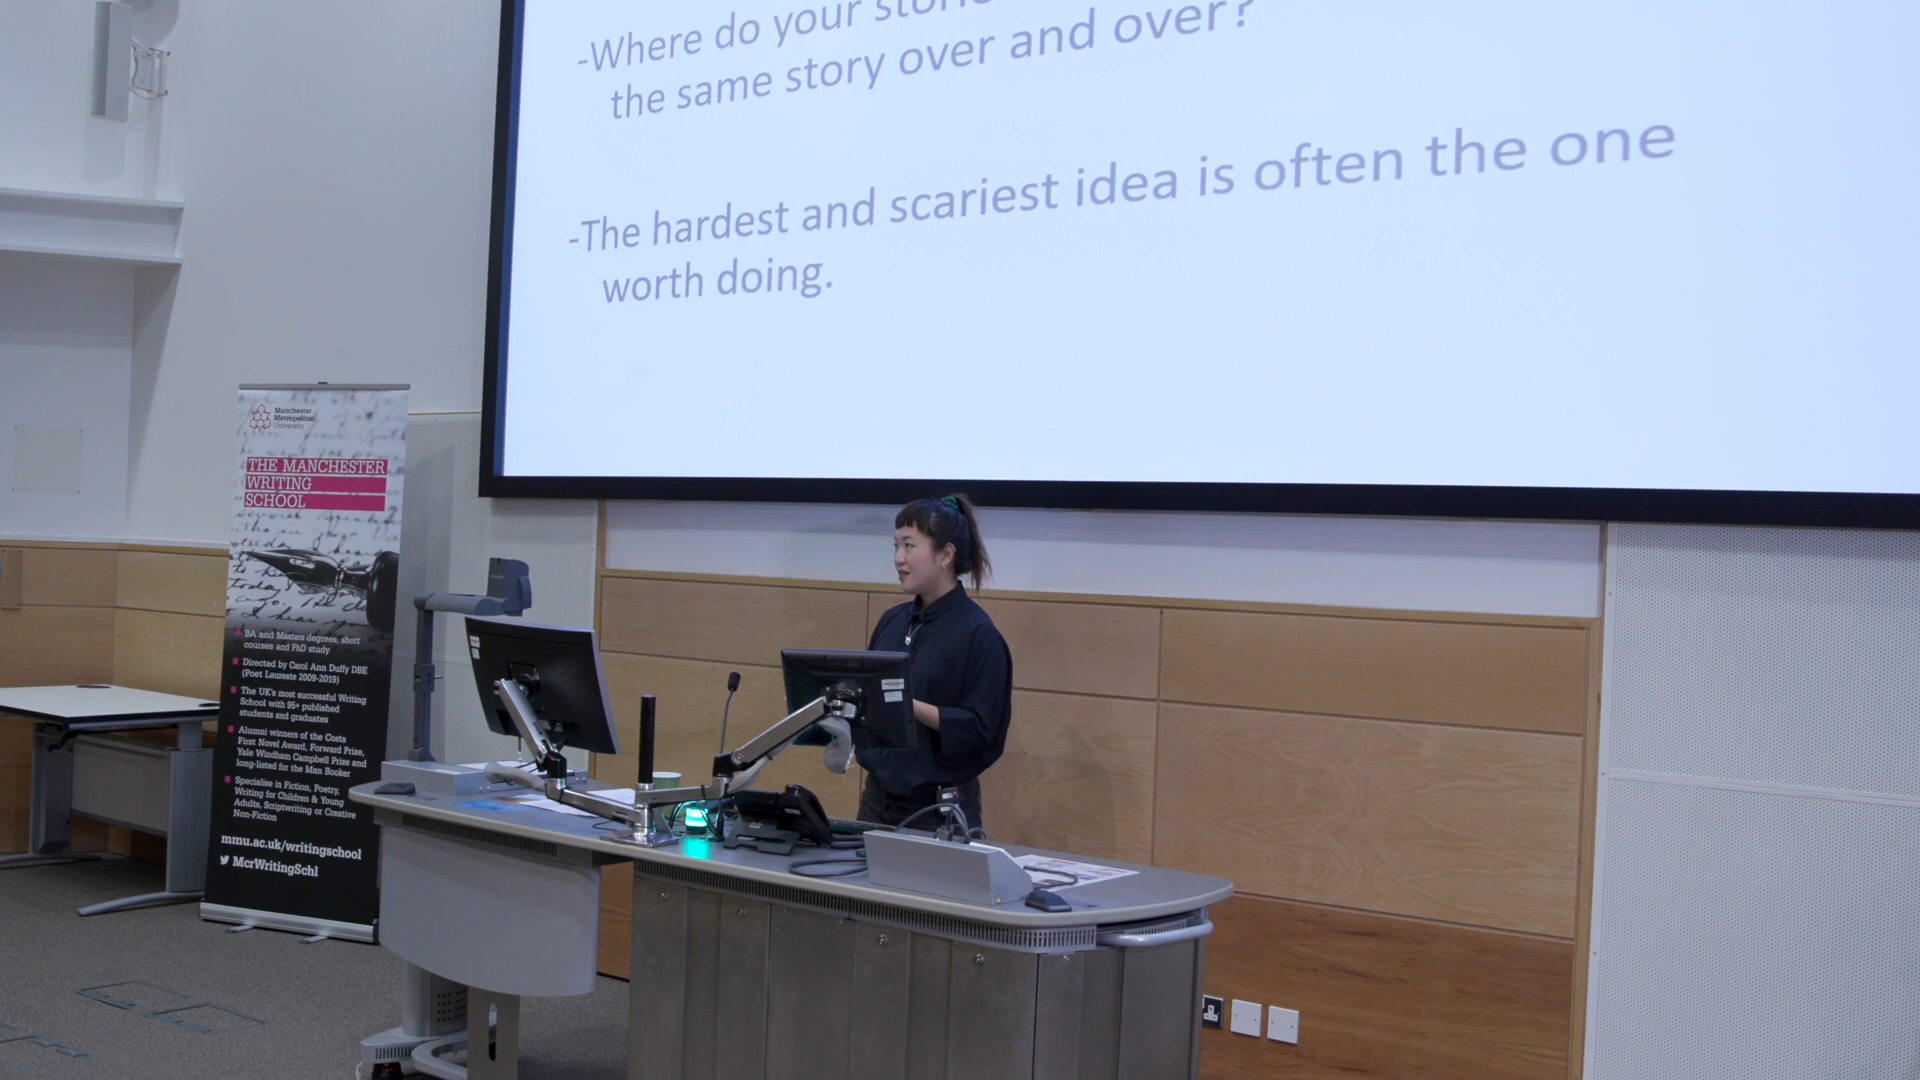 -Where do your
the same story over and over?
-The hardest and scariest idea is often the one
worth doing.
Manchester
Metropolitan
University
THE MANCHESTER
WRITING
SCHOOL
BA and Masters degrees, short
courses and PhD study
Directed by Carol Ann Duffy DBE
(Poet Laureate 2009-2019)
The UK's most successful Writing
School with 95+ published
students and graduates
Alumni winners of the Costa
First Novel Award, Forward Prize,
Yale Windham Campbell Prize and
long-listed for the Man Booker
Specialise in Fiction, Poetry,
Writing for Children & Young
Adults, Scriptwriting or Creative
Non-Fiction
mmu.ac.uk/writingschool
McrWritingSchl